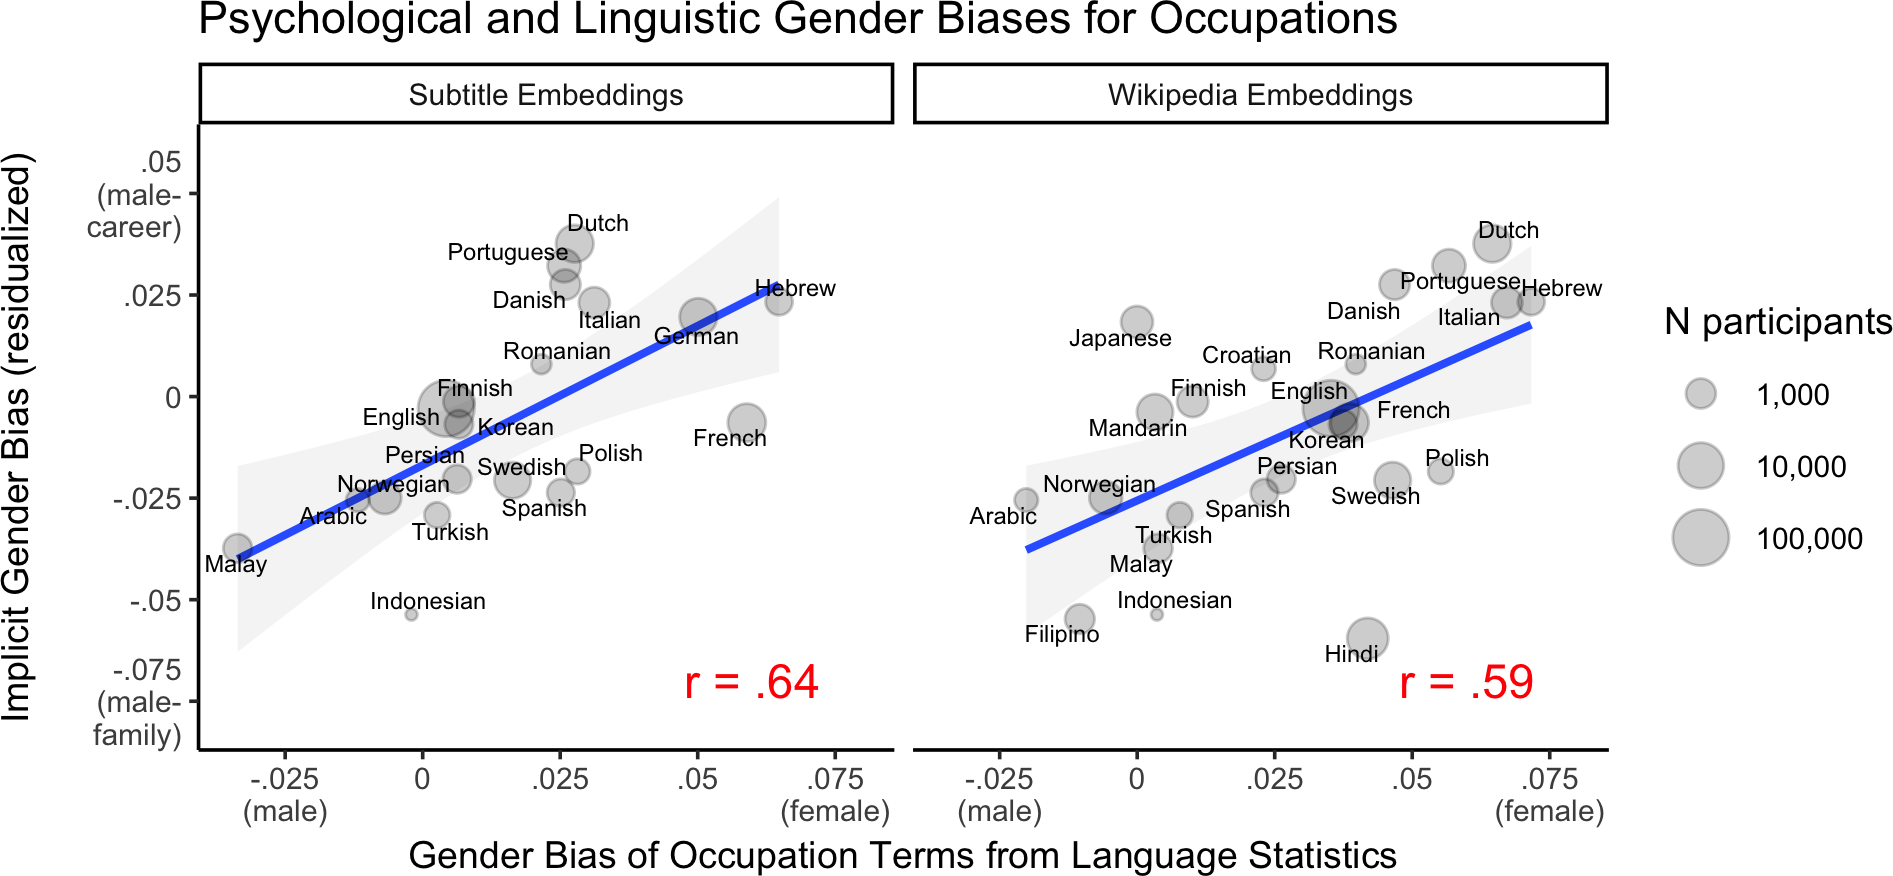 Psychological and Linguistic Gender Biases for Occupations
Subtitle Embeddings
Wikipedia Embeddings
Implicit Gender Bias (residualized)
.05
(male-
career)
.025
0
-.025
-.05
-.075
(male-
family)
Dutch
Portuguese
Danish
Italian
Hebrew
German
Romanian
Finnish
English
Korean
French
Persian
Swedish
Polish
Norwegian
Arabic
Spanish
Turkish
Malay
Indonesian
r = .64
Dutch
Portuguese
Hebrew
Danish
Italian
Japanese
Croatian
Romanian
Finnish
English
French
Mandarin
Korean
Persian
Polish
Norwegian
Swedish
Arabic
Spanish
Turkish
Malay
Indonesian
Filipino
Hindi
r = .59
N participants
1,000
10,000
100,000
-.025
(male)
0
.025
.05
.075
(female)
-.025
(male)
0
.025
.05
.075
(female)
Gender Bias of Occupation Terms from Language Statistics